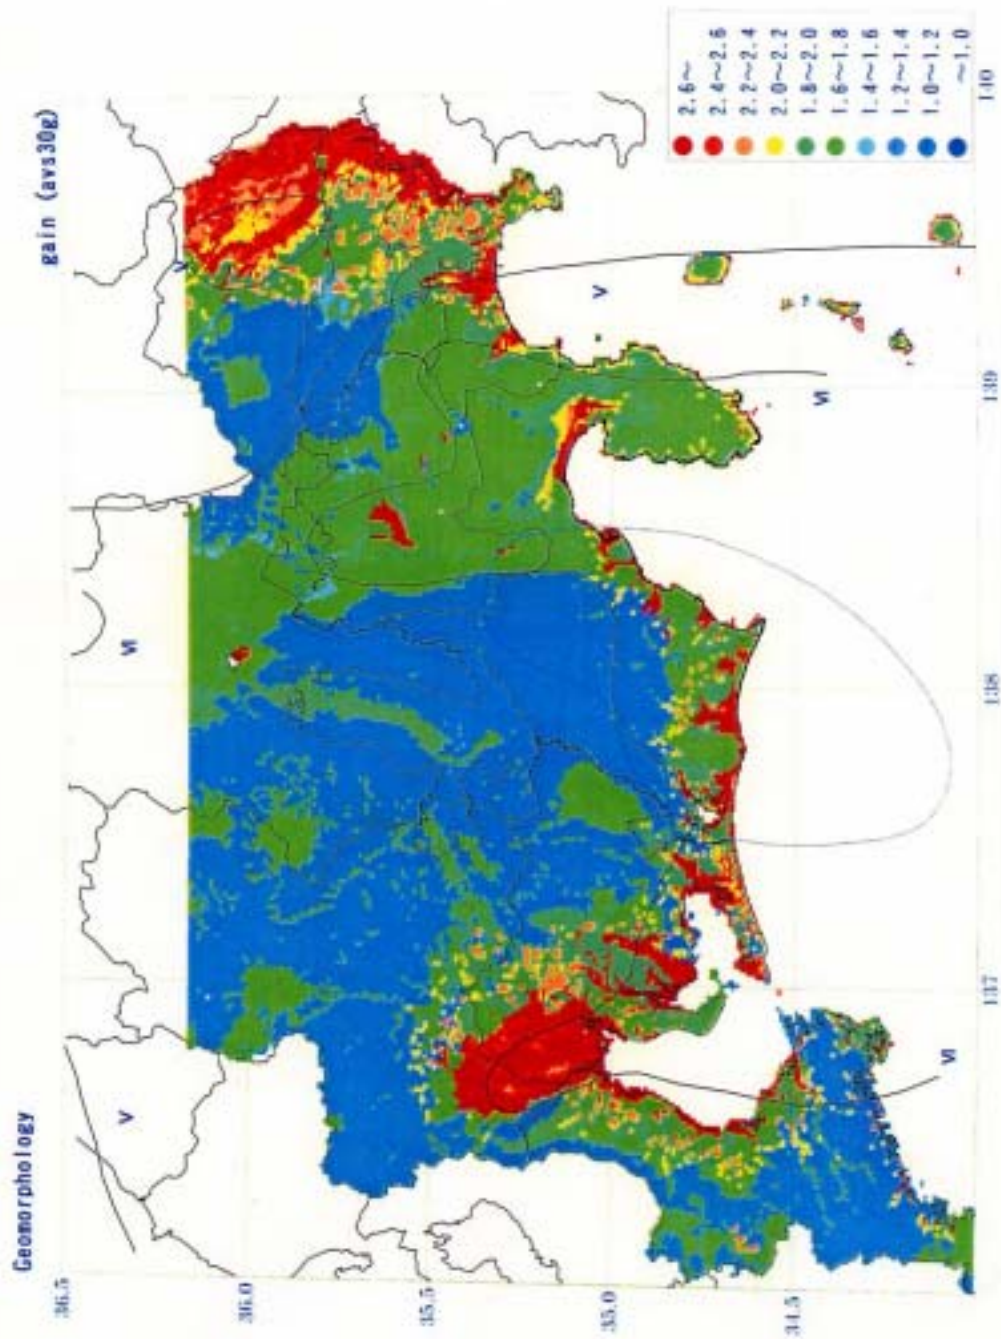 Geomorphology
gain (avs30g)
36.5
36.0
35.5
35.0
34.5
137
138
139
140
V
VI
V
V
VI
VI
2.6～
2.4～2.6
2.2～2.4
2.0～2.2
1.8～2.0
1.6～1.8
1.4～1.6
1.2～1.4
1.0～1.2
～1.0